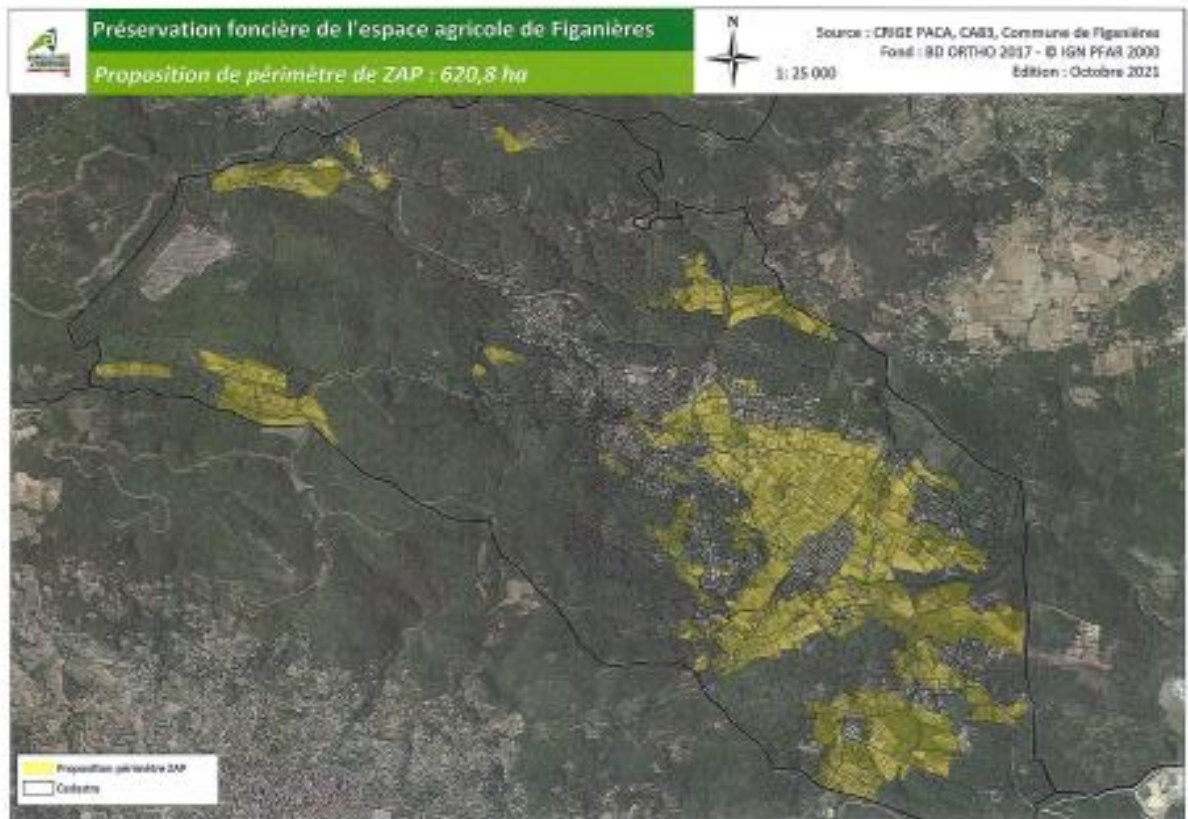 Préservation foncière de l'espace agricole de Figanières
Proposition de périmètre de ZAP : 620,8 ha
N
1: 25 000
Source : CRIGE PACA, CA83, Commune de Figanières
Fond : BD ORTHO 2017 - © IGN PFAR 2000
Edition : Octobre 2021
Proposition périmètre ZAP
Cadastre